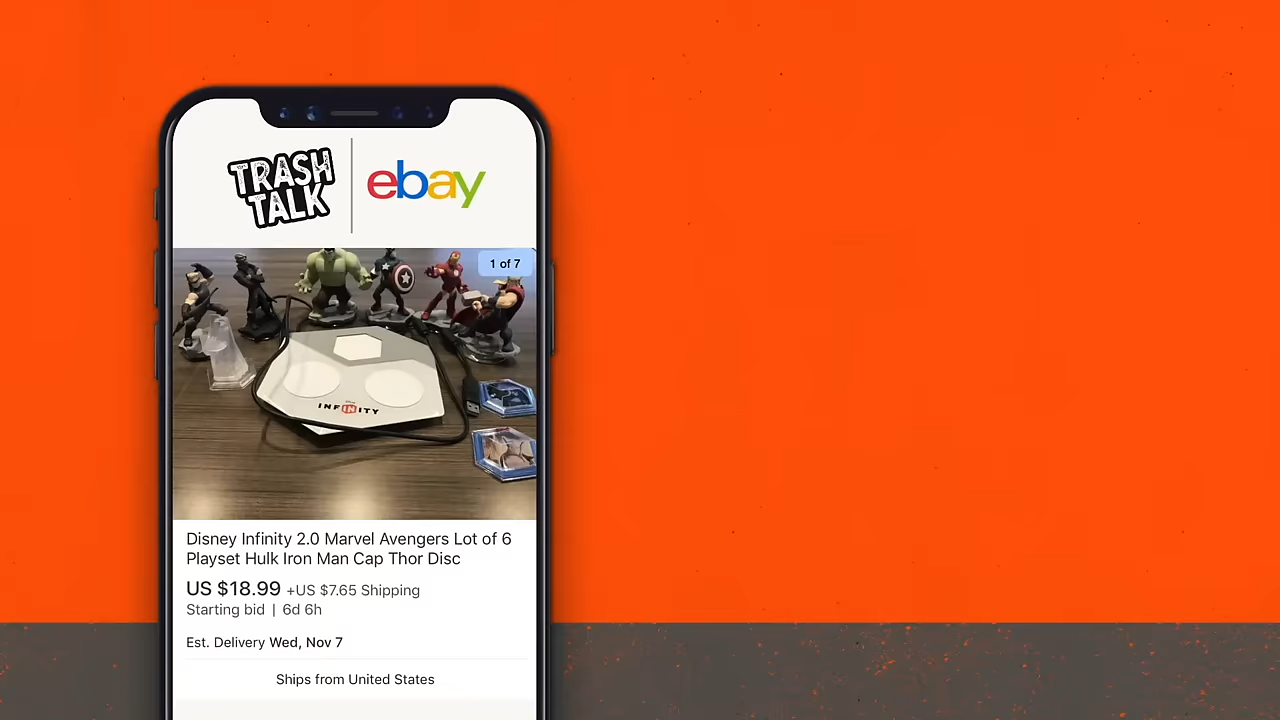 TRASH
TALK
ebay
1 of 7
INFINITY
Disney Infinity 2.0 Marvel Avengers Lot of 6
Playset Hulk Iron Man Cap Thor Disc
US $18.99 +US $7.65 Shipping
Starting bid | 6d 6h
Est. Delivery Wed, Nov 7
Ships from United States